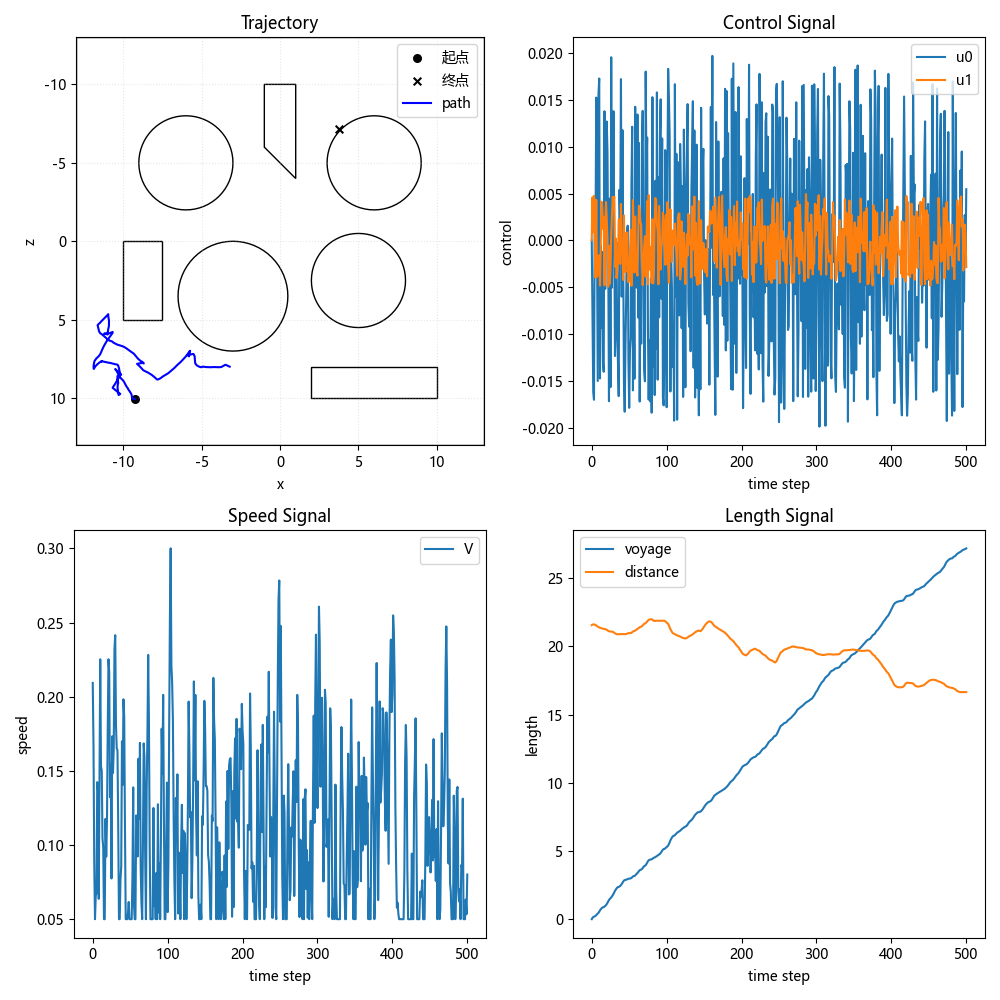 Trajectory
-10
-5
0
5
10
z
-10
-5
0
5
10
x
起点
终点
path
Control Signal
0.020
0.015
0.010
0.005
0.000
-0.005
-0.010
-0.015
-0.020
control
0
100
200
300
400
500
time step
u0
u1
Speed Signal
0.30
0.25
0.20
0.15
0.10
0.05
speed
0
100
200
300
400
500
time step
V
Length Signal
25
20
15
10
5
0
length
0
100
200
300
400
500
time step
voyage
distance